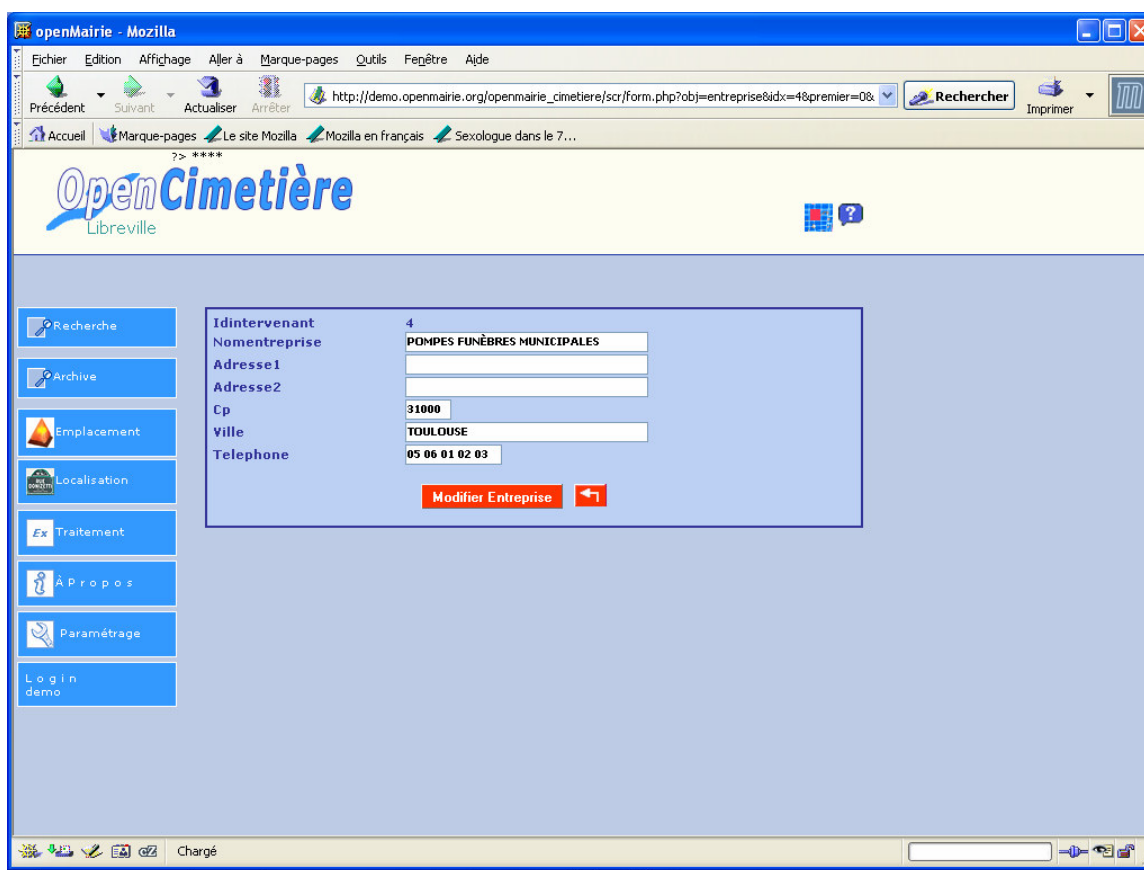 openMairie - Mozilla
Fichier Edition Affichage Aller à Marque-pages Outils Fenêtre Aide
Précédent Suivant Actualiser Arrêter http://demo.openmairie.org/openmairie_cimetiere/scr/form.php?obj=entreprise&idx=4&premier=0& Rechercher Imprimer
Accueil Marque-pages Le site Mozilla Mozilla en français Sexologue dans le 7...
?> ****
OpenCimetière
Libreville
Recherche
Archive
Emplacement
Localisation
Ex Traitement
À Propos
Paramétrage
Login
demo
Idintervenant 4
Nomentreprise POMPES FUNÈBRES MUNICIPALES
Adresse1
Adresse2
Cp 31000
Ville TOULOUSE
Telephone 05 06 01 02 03
Modifier Entreprise
Chargé